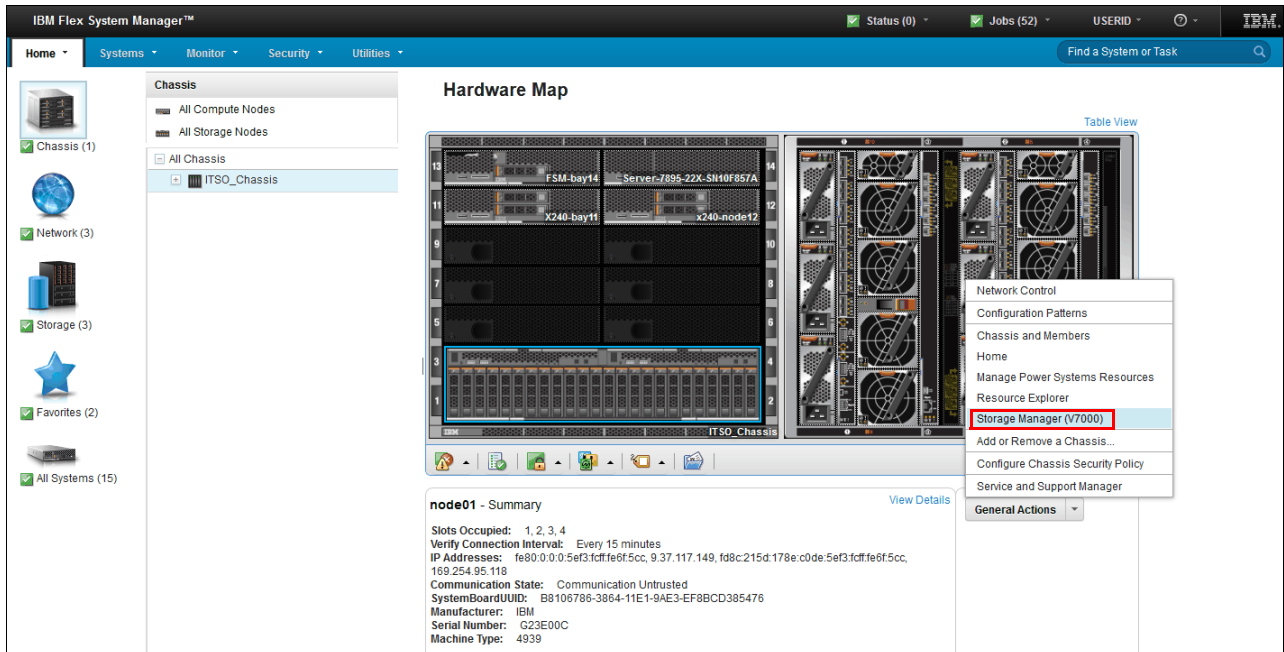 IBM Flex System Manager™
Status (0)
Jobs (52)
USERID
IBM.
Home
Systems
Monitor
Security
Utilities
Find a System or Task
Chassis (1)
Network (3)
Storage (3)
Favorites (2)
All Systems (15)
Chassis
All Compute Nodes
All Storage Nodes
All Chassis
ITSO_Chassis
Hardware Map
Table View
13
FSM-bay14
Server-7895-22X-SN10F857A
14
11
X240-bay11
x240-node12
12
9
10
7
8
5
6
3
4
1
2
IBM
ITSO_Chassis
Network Control
Configuration Patterns
Chassis and Members
Home
Manage Power Systems Resources
Resource Explorer
Storage Manager (V7000)
Add or Remove a Chassis...
Configure Chassis Security Policy
Service and Support Manager
General Actions
node01 - Summary
View Details
Slots Occupied: 1, 2, 3, 4
Verify Connection Interval: Every 15 minutes
IP Addresses: fe80:0:0:0:5ef3:fcff:fe6f:5cc, 9.37.117.149, fd8c:215d:178e:c0de:5ef3:fcff:fe6f:5cc,
169.254.95.118
Communication State: Communication Untrusted
SystemBoardUUID: B8106786-3864-11E1-9AE3-EF8BCD385476
Manufacturer: IBM
Serial Number: G23E00C
Machine Type: 4939